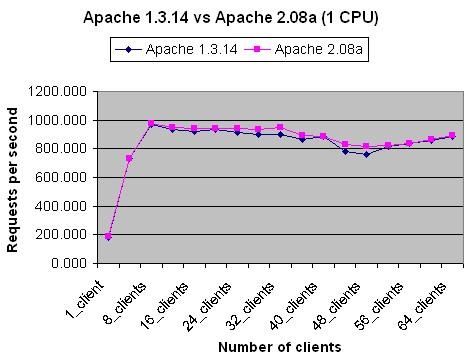 Apache 1.3.14 vs Apache 2.08a (1 CPU)
Apache 1.3.14 Apache 2.08a
Requests per second
1200.000
1000.000
800.000
600.000
400.000
200.000
0.000
1_client
8_clients
16_clients
24_clients
32_clients
40_clients
48_clients
56_clients
64_clients
Number of clients